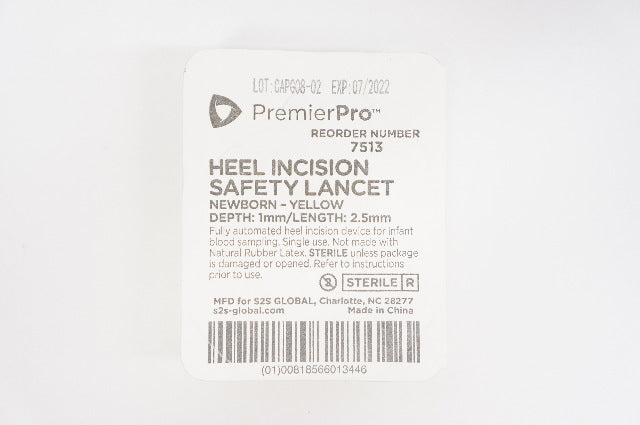 LOT:CAPG08-02 EXP:07/2022
PremierPro™
REORDER NUMBER
7513
HEEL INCISION
SAFETY LANCET
NEWBORN - YELLOW
DEPTH: 1mm/LENGTH: 2.5mm
Fully automated heel incision device for infant
blood sampling. Single use. Not made with
Natural Rubber Latex. STERILE unless package
is damaged or opened. Refer to instructions
prior to use.
2 STERILE R
MFD for S2S GLOBAL, Charlotte, NC 28277
s2s-global.com Made in China
(01)00818566013446